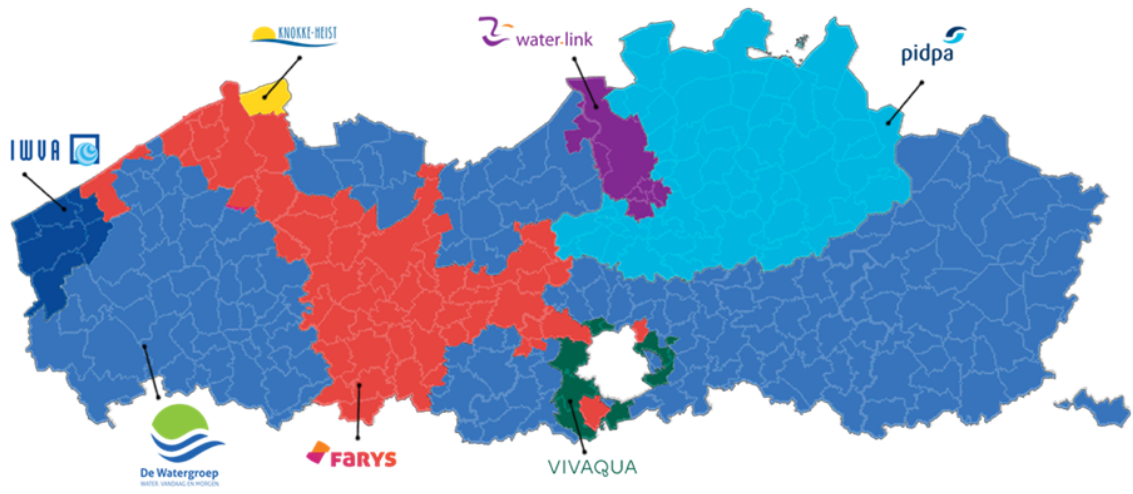 KNOKKE-HEIST
water-link
pidpa
IWVA
De Watergroep
WATER. VANDAAG EN MORGEN.
FARYS
VIVAQUA